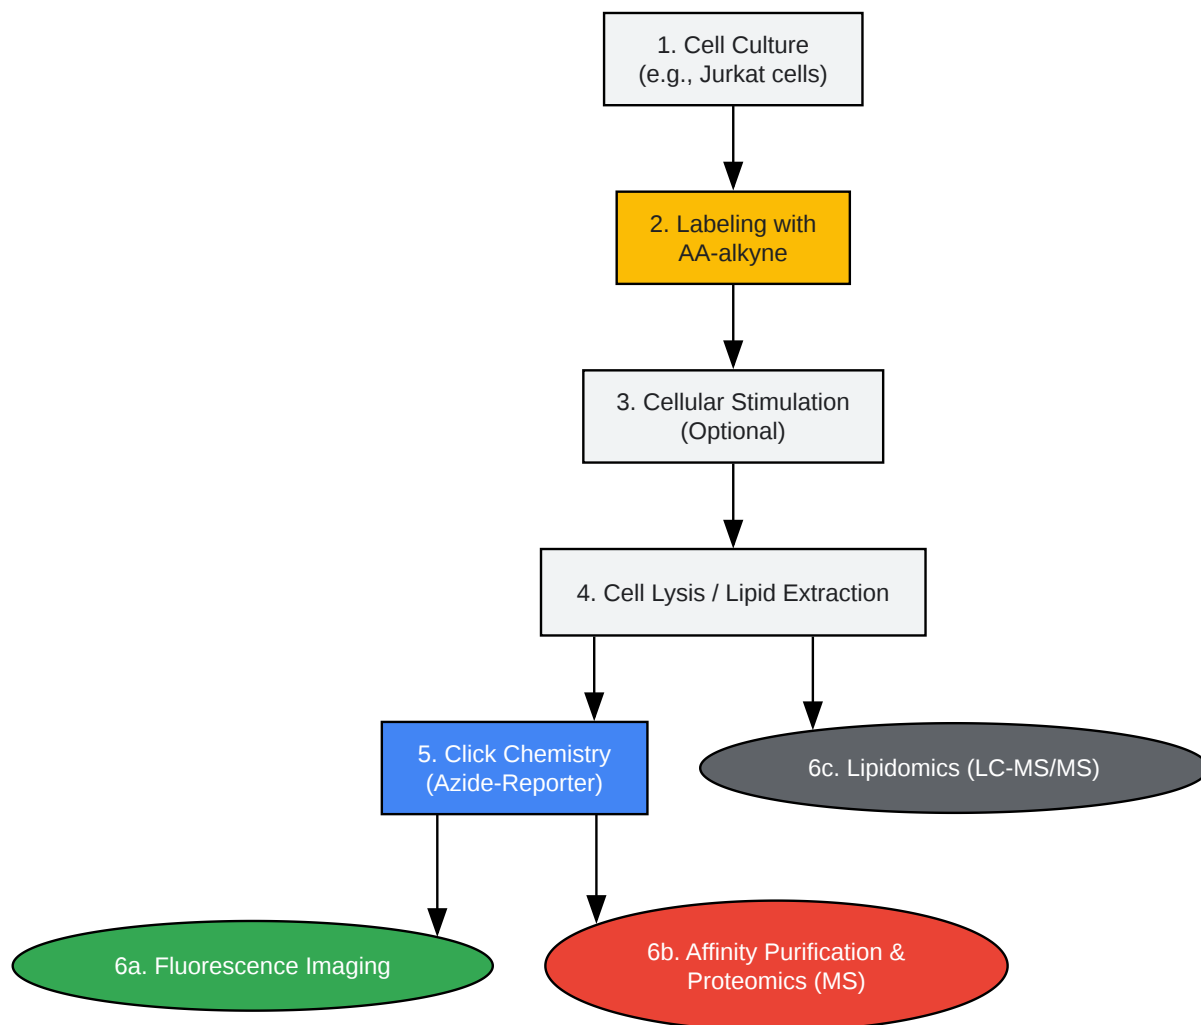 1. Cell Culture
(e.g., Jurkat cells)
2. Labeling with
AA-alkyne
3. Cellular Stimulation
(Optional)
4. Cell Lysis / Lipid Extraction
5. Click Chemistry
(Azide-Reporter)
6c. Lipidomics (LC-MS/MS)
6a. Fluorescence Imaging
6b. Affinity Purification &
Proteomics (MS)